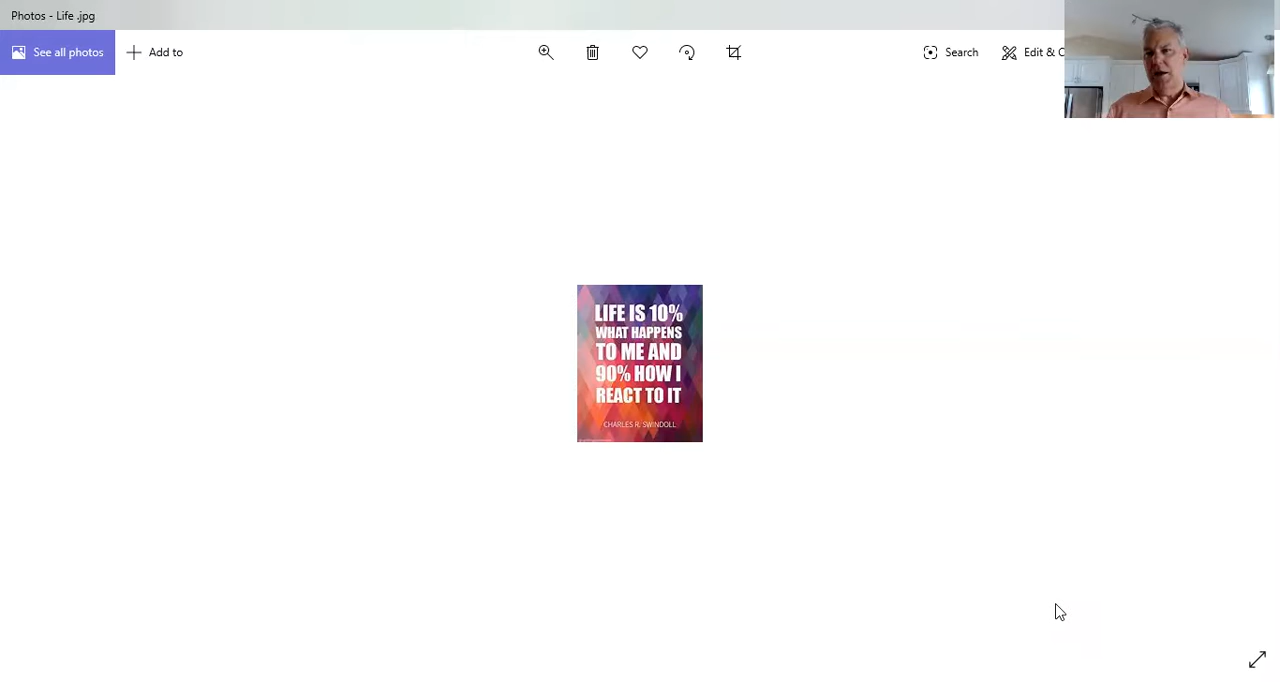 Photos - Life .jpg
See all photos
Add to
Search
Edit & C
LIFE IS 10%
WHAT HAPPENS
TO ME AND
90% HOW I
REACT TO IT
CHARLES R. SWINDOLL